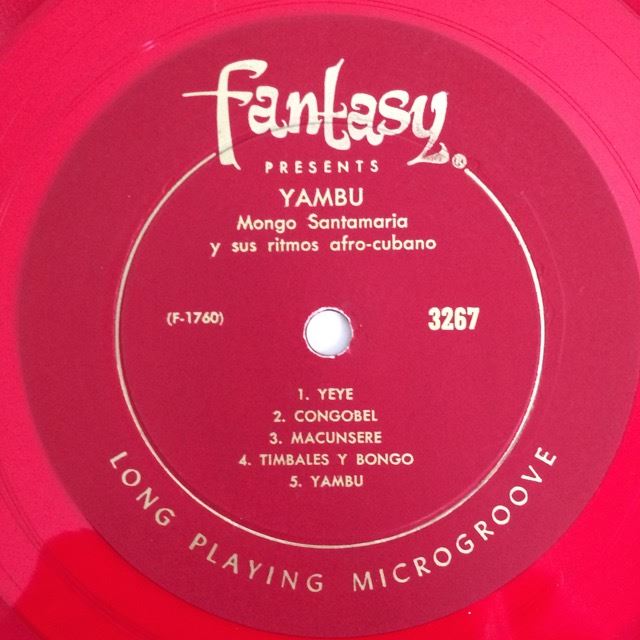 fantasy®
PRESENTS
YAMBU
Mongo Santamaria
y sus ritmos afro-cubano
(F-1760)
3267
1. YEYE
2. CONGOBEL
3. MACUNSERE
4. TIMBALES Y BONGO
5. YAMBU
LONG PLAYING MICROGROOVE